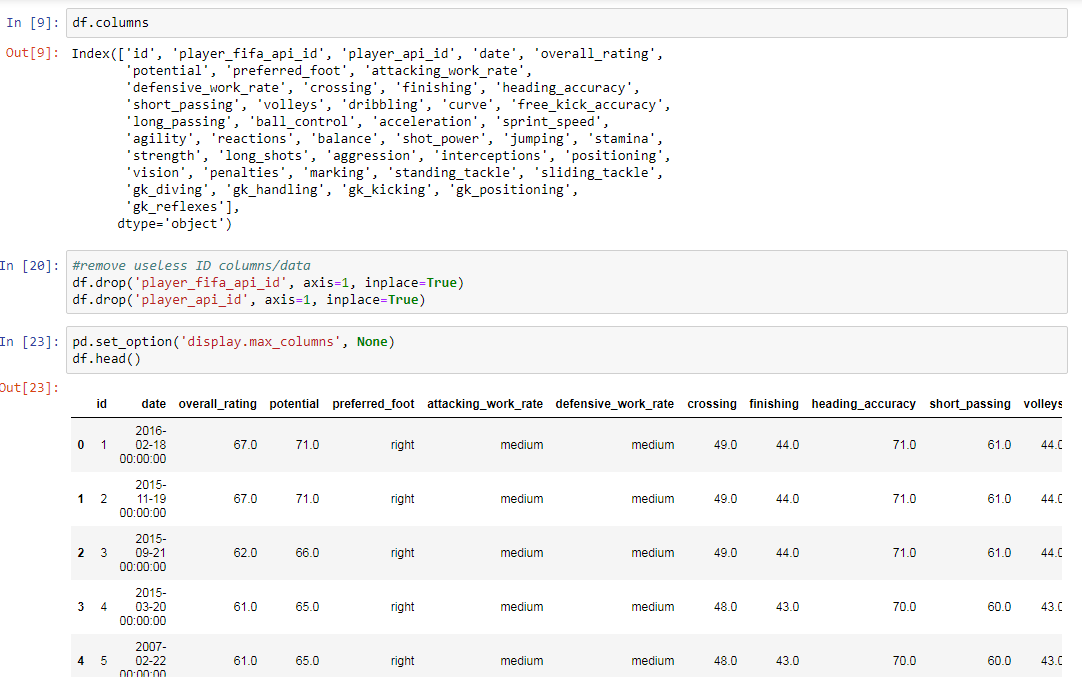 In [9]: df.columns
Out[9]: Index(['id', 'player_fifa_api_id', 'player_api_id', 'date', 'overall_rating',
'potential', 'preferred_foot', 'attacking_work_rate',
'defensive_work_rate', 'crossing', 'finishing', 'heading_accuracy',
'short_passing', 'volleys', 'dribbling', 'curve', 'free_kick_accuracy',
'long_passing', 'ball_control', 'acceleration', 'sprint_speed',
'agility', 'reactions', 'balance', 'shot_power', 'jumping', 'stamina',
'strength', 'long_shots', 'aggression', 'interceptions', 'positioning',
'vision', 'penalties', 'marking', 'standing_tackle', 'sliding_tackle',
'gk_diving', 'gk_handling', 'gk_kicking', 'gk_positioning',
'gk_reflexes'],
dtype='object')
In [20]: #remove useless ID columns/data
df.drop('player_fifa_api_id', axis=1, inplace=True)
df.drop('player_api_id', axis=1, inplace=True)
In [23]: pd.set_option('display.max_columns', None)
df.head()
Out[23]:
id date overall_rating potential preferred_foot attacking_work_rate defensive_work_rate crossing finishing heading_accuracy short_passing volleys
0 1 2016-02-18 00:00:00 67.0 71.0 right medium medium 49.0 44.0 71.0 61.0 44.0
1 2 2015-11-19 00:00:00 67.0 71.0 right medium medium 49.0 44.0 71.0 61.0 44.0
2 3 2015-09-21 00:00:00 62.0 66.0 right medium medium 49.0 44.0 71.0 61.0 44.0
3 4 2015-03-20 00:00:00 61.0 65.0 right medium medium 48.0 43.0 70.0 60.0 43.0
4 5 2007-02-22 00:00:00 61.0 65.0 right medium medium 48.0 43.0 70.0 60.0 43.0